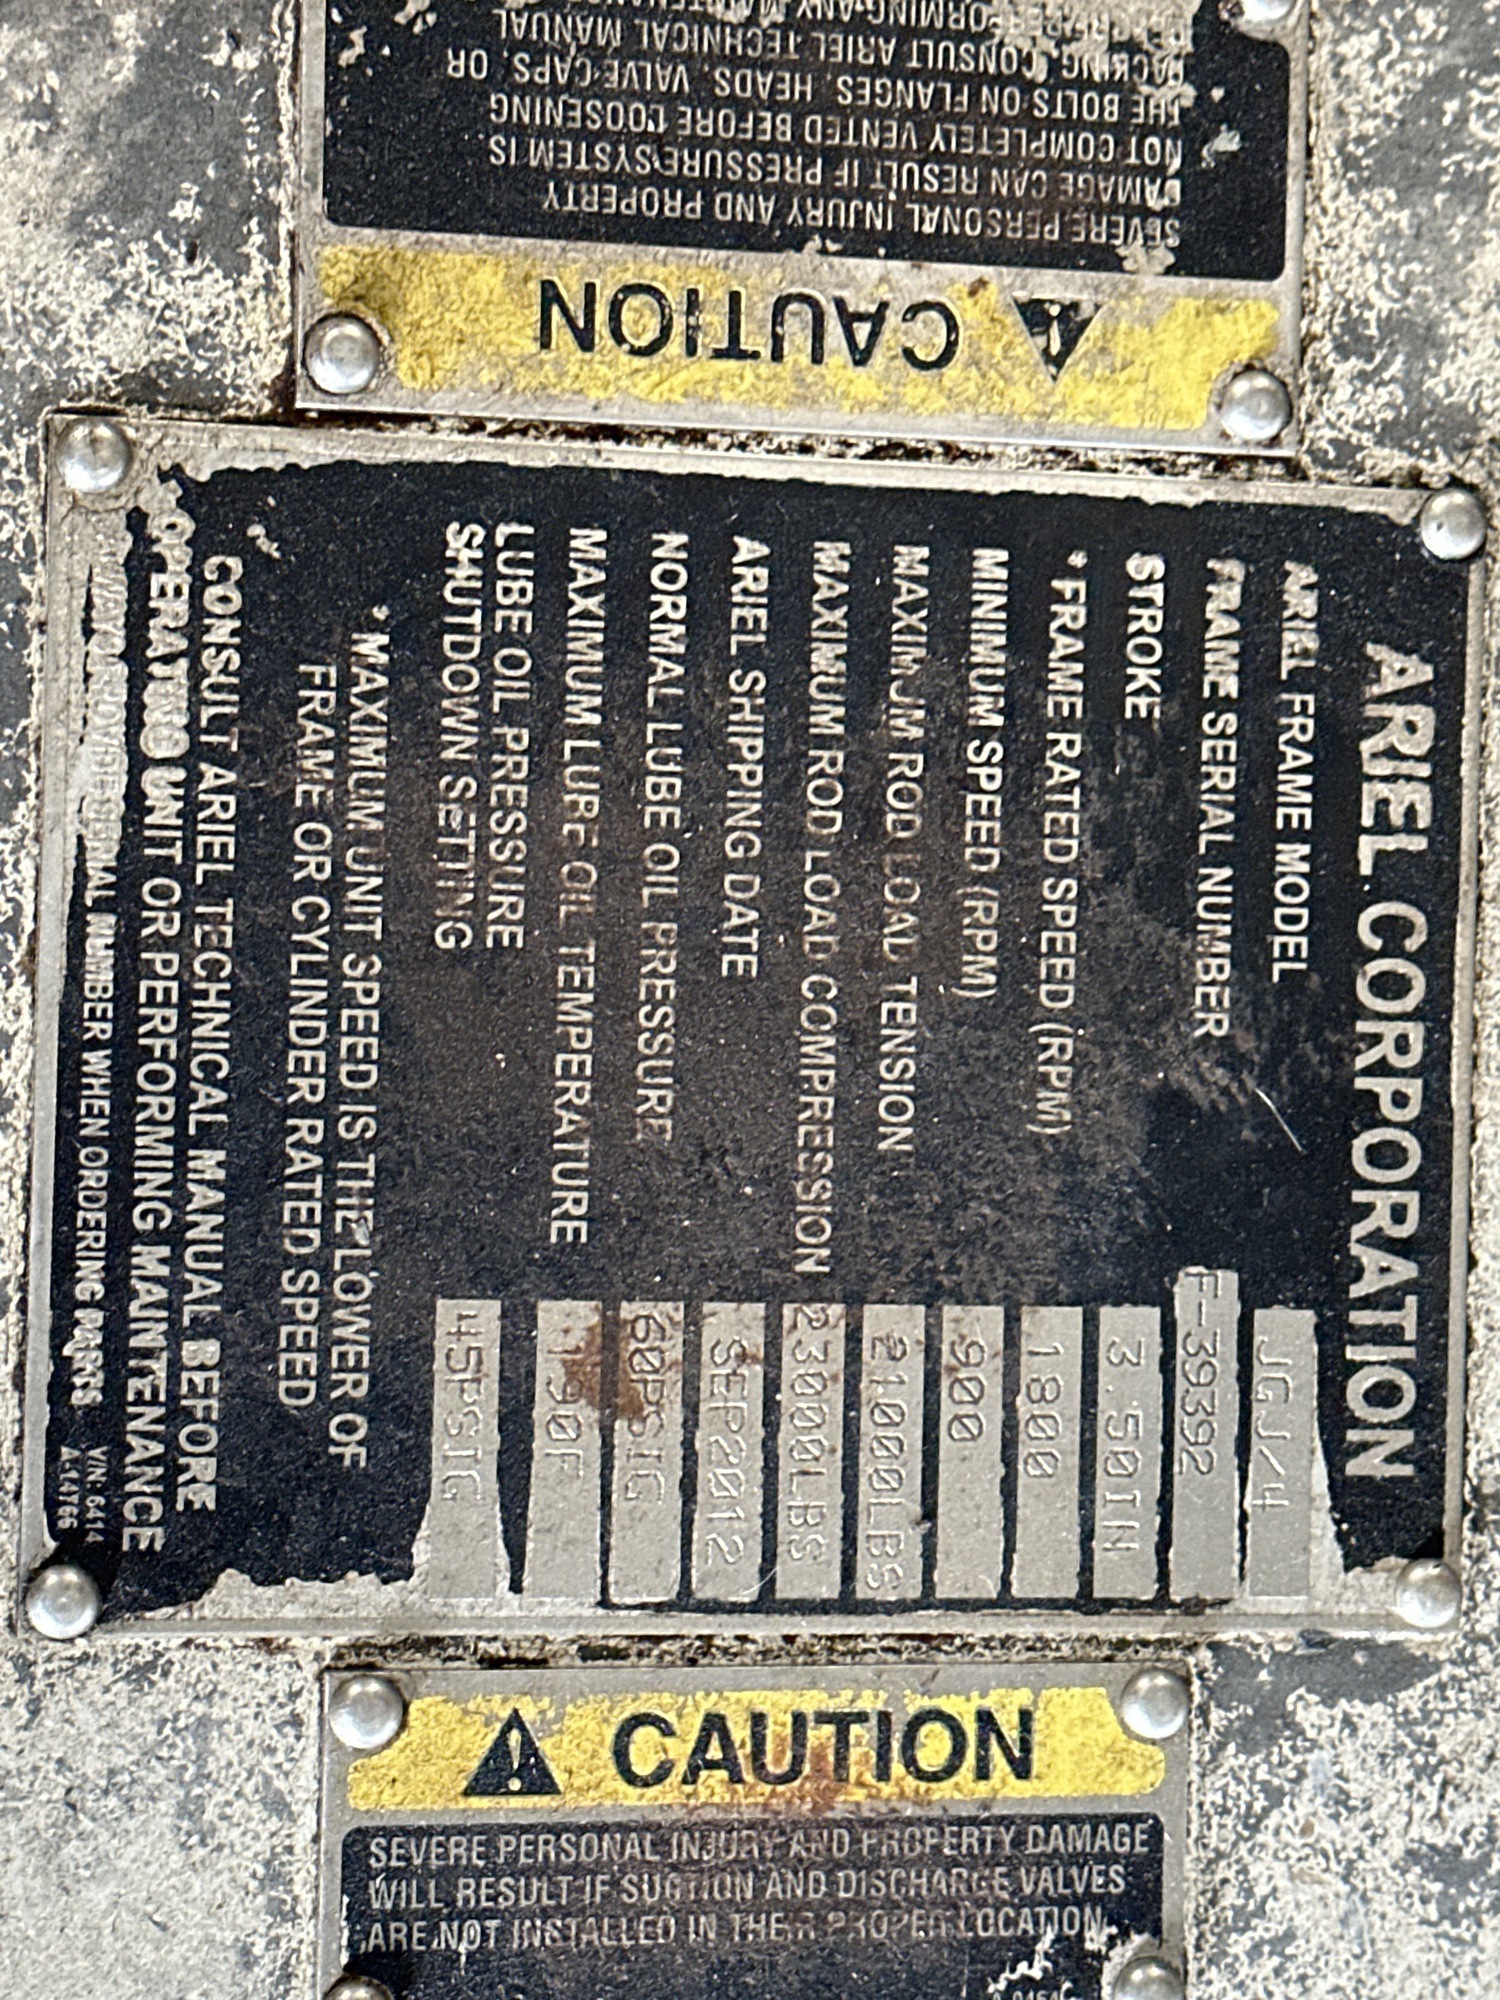 FORMING ANY
PACKING, CONSULT ARIEL TECHNICAL MANUAL
THE BOLTS ON FLANGES, HEADS, VALVE CAPS, OR
NOT COMPLETELY VENTED BEFORE LOOSENING
DAMAGE CAN RESULT IF PRESSURE SYSTEM IS
SEVERE PERSONAL INJURY AND PROPERTY
CAUTION
ARIEL CORPORATION
ARIEL FRAME MODEL JGJ/4
FRAME SERIAL NUMBER F-39392
STROKE 3.50IN
*FRAME RATED SPEED (RPM) 1800
MINIMUM SPEED (RPM) 900
MAXIMUM ROD LOAD TENSION 21000LBS
MAXIMUM ROD LOAD COMPRESSION 23000LBS
ARIEL SHIPPING DATE SEP2012
NORMAL LUBE OIL PRESSURE 60PSIG
MAXIMUM LUBE OIL TEMPERATURE 190F
LUBE OIL PRESSURE
SHUTDOWN SETTING 45PSIG
*MAXIMUM UNIT SPEED IS THE LOWER OF
FRAME OR CYLINDER RATED SPEED
CONSULT ARIEL TECHNICAL MANUAL BEFORE
OPERATING UNIT OR PERFORMING MAINTENANCE
SERIAL NUMBER WHEN ORDERING PARTS
V/N: 6414
A-14766
CAUTION
SEVERE PERSONAL INJURY AND PROPERTY DAMAGE
WILL RESULT IF SUCTION AND DISCHARGE VALVES
ARE NOT INSTALLED IN THEIR PROPER LOCATION.